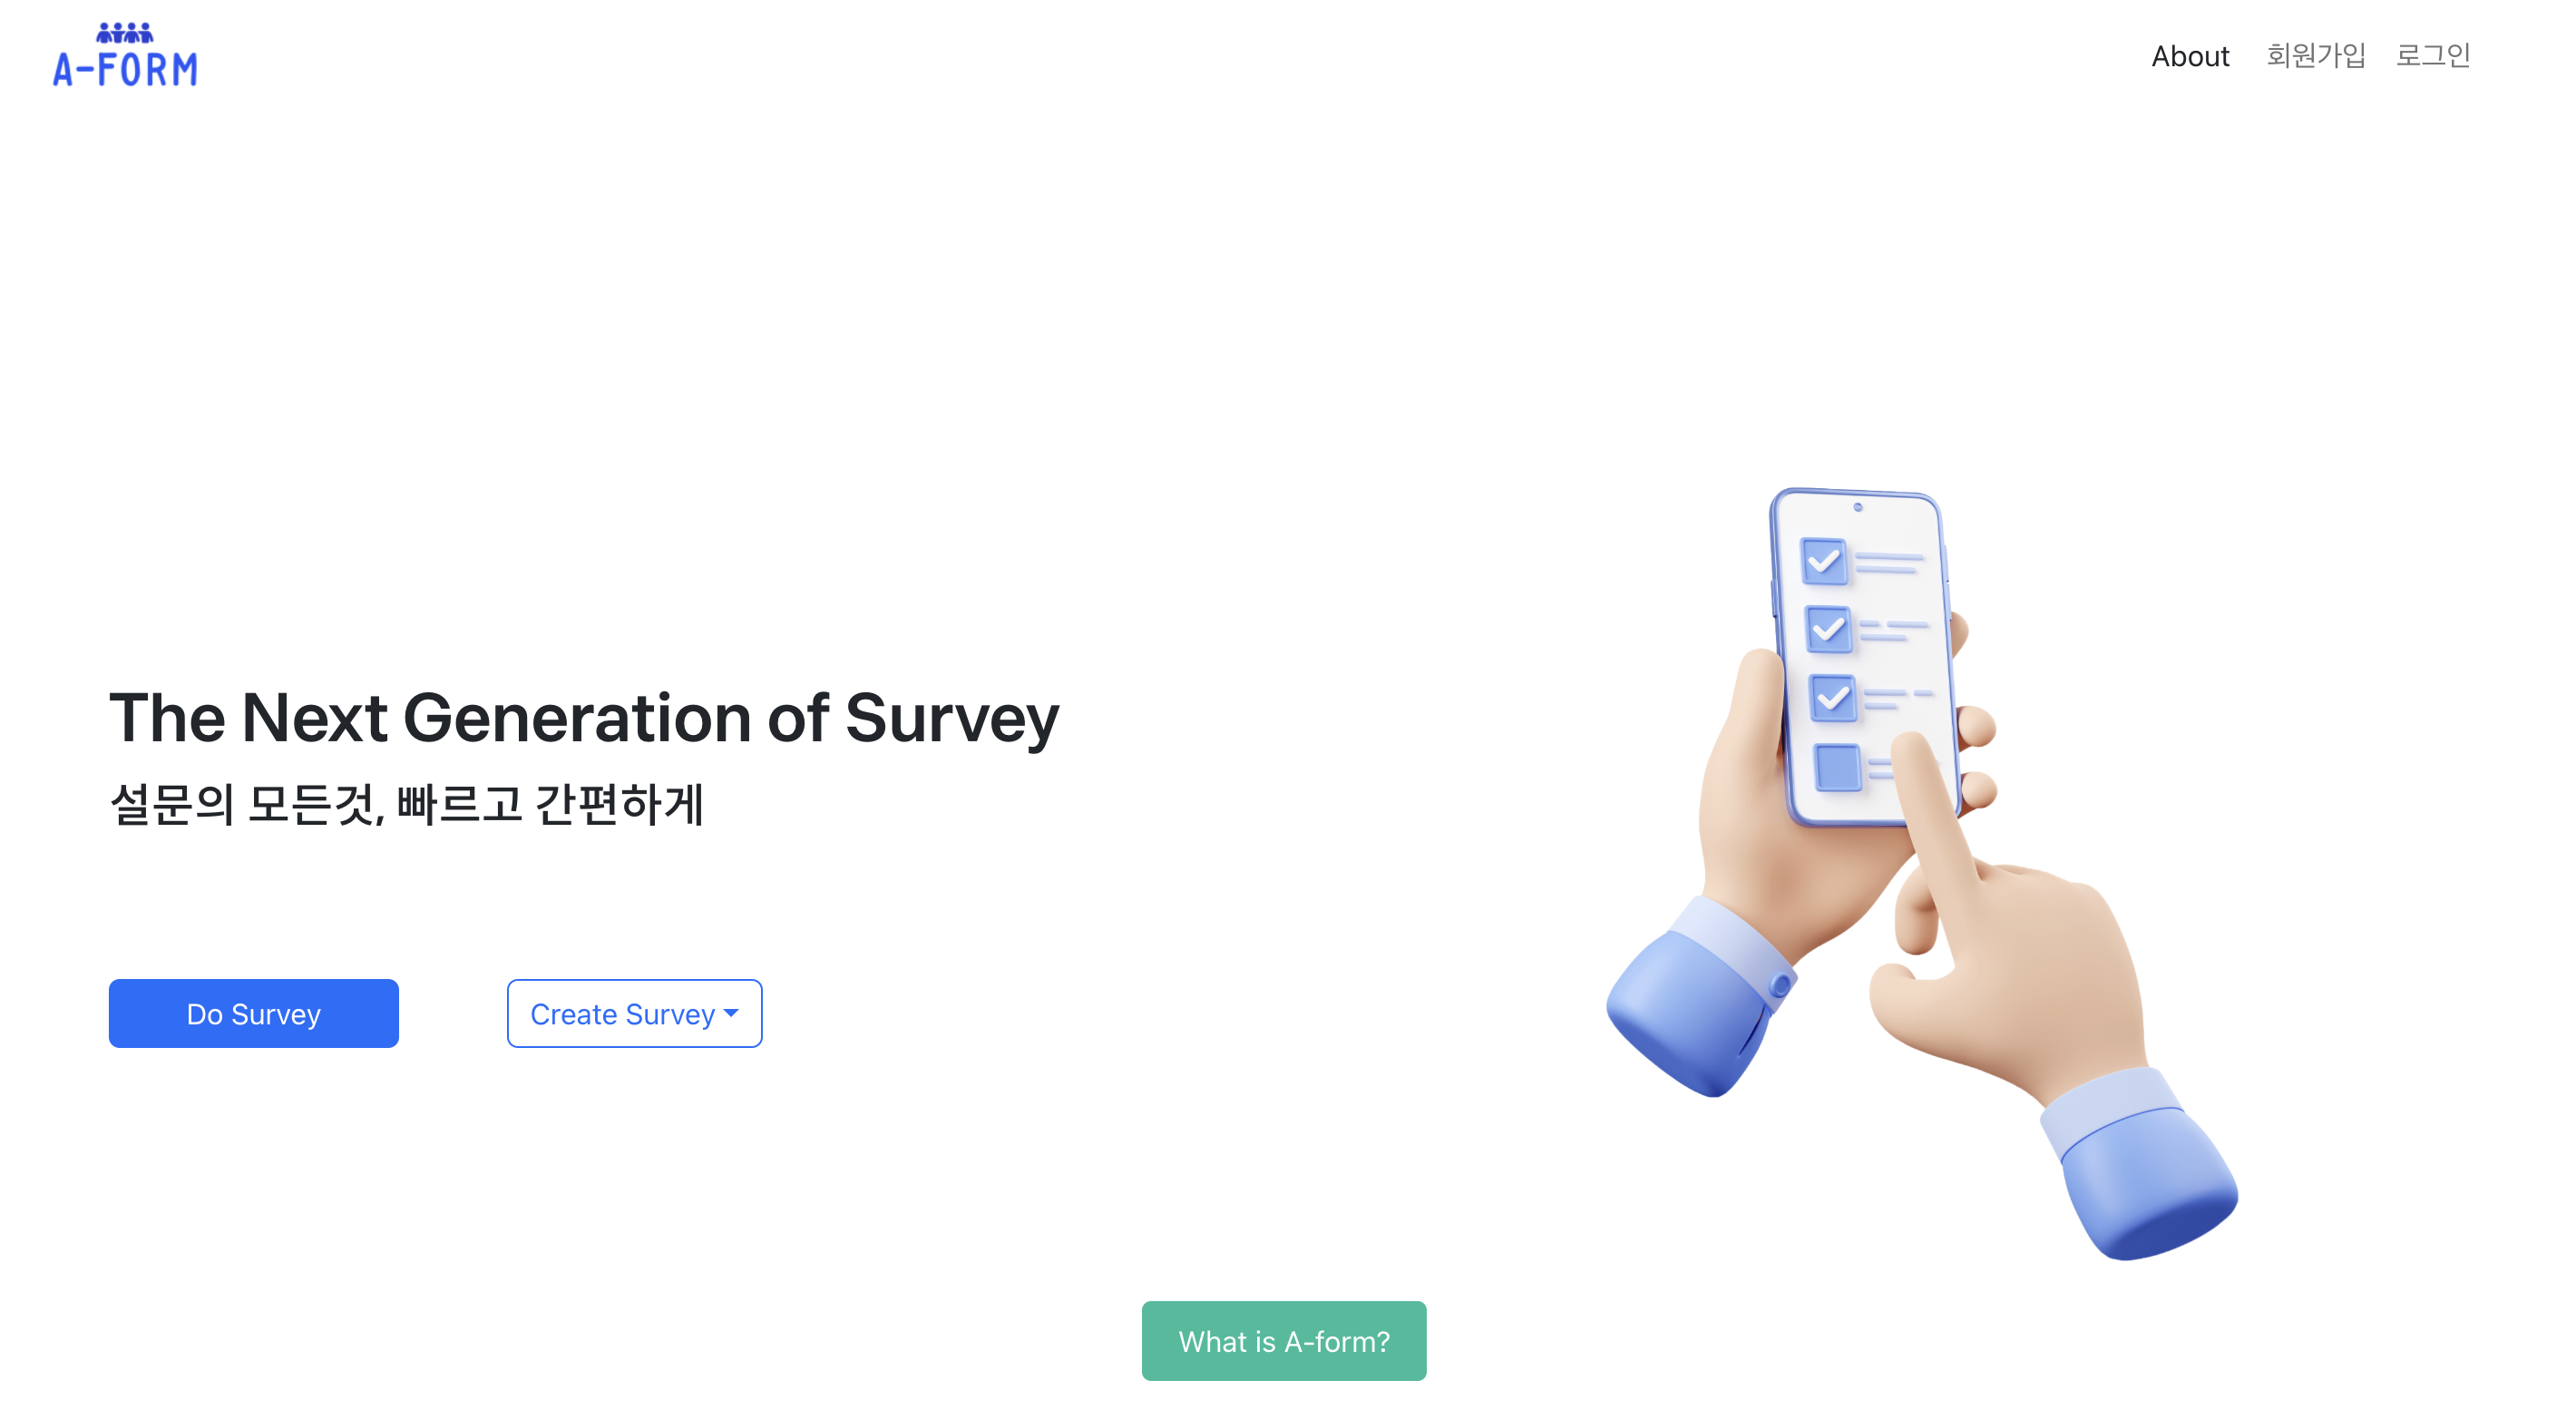 A-FORM
About 회원가입 로그인
The Next Generation of Survey
설문의 모든것, 빠르고 간편하게
Do Survey
Create Survey
What is A-form?